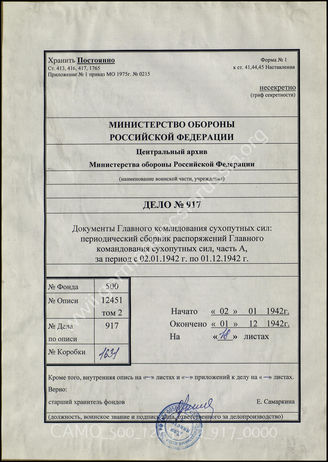 Хранить Постоянно
Ст. 413, 416, 417, 1765
Приложение № 1 приказ МО 1975г. № 0215
Форма № 1
к ст. 41,44,45 Наставления
несекретно
(граф секретности)
МИНИСТЕРСТВО ОБОРОНЫ
РОССИЙСКОЙ ФЕДЕРАЦИИ
Центральный архив
Министерства обороны Российской Федерации
(наименование воинской части, учреждения)
ДЕЛО № 917
Документы Главного командования сухопутных сил:
периодический сборник распоряжений Главного
командования сухопутных сил, часть А,
за период с 02.01.1942 г. по 01.12.1942 г.
№ Фонда 500
№ Описи 12451
том 2
№ Дела 917
по описи
№ Коробки 1631
Начато « 02 » 01 1942г.
Окончено « 01 » 12 1942г.
На листах
Кроме того, внутренняя опись на «–» листах и «–» приложений к делу на «–» листах.
Верно:
старший хранитель фондов Е. Самаркина
(должность, воинское звание и подпись ответственного за делопроизводство)
CAMO_500_12 917_0000